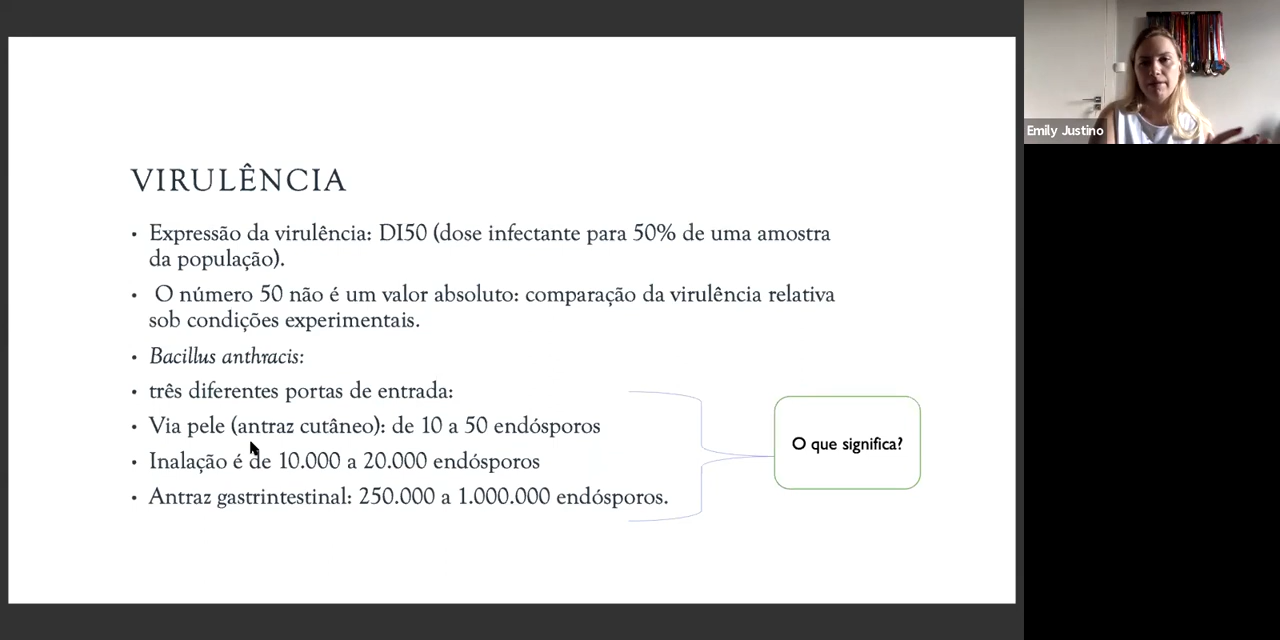 VIRULÊNCIA
• Expressão da virulência: DI50 (dose infectante para 50% de uma amostra
da população).
• O número 50 não é um valor absoluto: comparação da virulência relativa
sob condições experimentais.
• Bacillus anthracis:
• três diferentes portas de entrada:
• Via pele (antraz cutâneo): de 10 a 50 endósporos
• Inalação é de 10.000 a 20.000 endósporos
• Antraz gastrintestinal: 250.000 a 1.000.000 endósporos.
O que significa?
Emily Justino